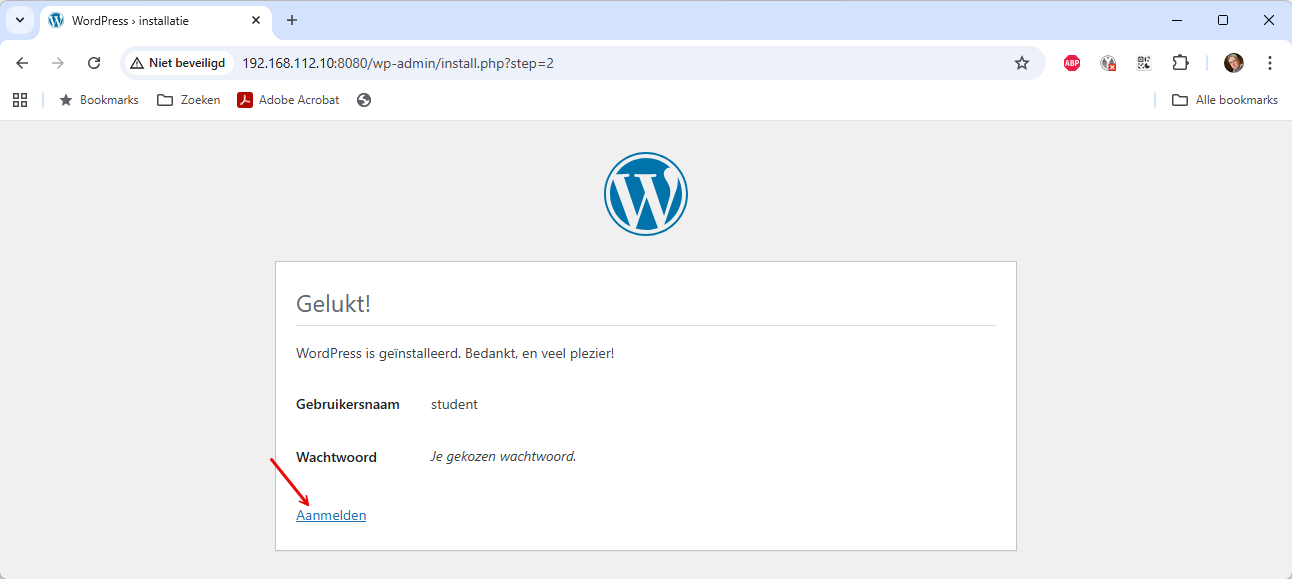 WordPress › installatie
Niet beveiligd
192.168.112.10:8080/wp-admin/install.php?step=2
ABP
Bookmarks
Zoeken
Adobe Acrobat
Alle bookmarks
W
Gelukt!
WordPress is geïnstalleerd. Bedankt, en veel plezier!
Gebruikersnaam student
Wachtwoord Je gekozen wachtwoord.
Aanmelden